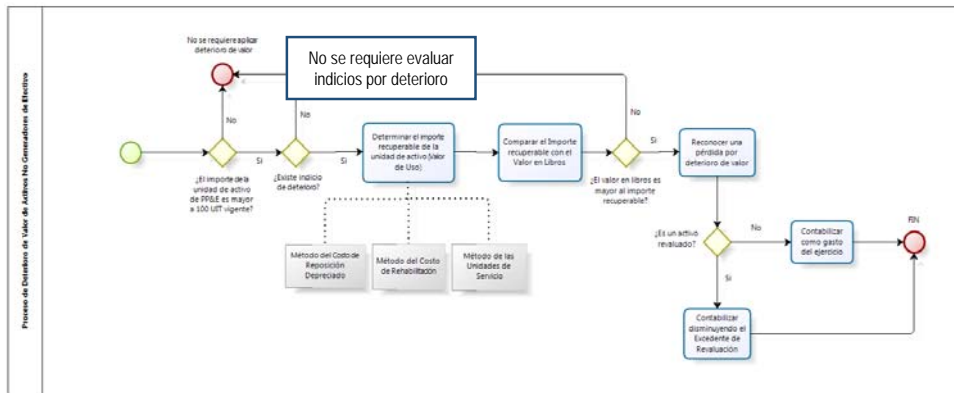 Proceso de Deterioro de Valor de Activos No Generadores de Efectivo
No se requiere aplicar
deterioro de valor
No se requiere evaluar
indicios por deterioro
No
No
No
¿El importe de la
unidad de activo
de PP&E es mayor
a 100 UIT vigente?
Si
¿Existe indicio
de deterioro?
Si
Determinar el importe
recuperable de la
unidad de activo (Valor
de Uso)
Comparar el Importe
recuperable con el
Valor en Libros
¿El valor en libros es
mayor al importe
recuperable?
Si
Reconocer una
pérdida por
deterioro de valor
Método del Costo de
Reposición
Depreciado
Método del Costo
de Rehabilitación
Método de las
Unidades de
Servicio
¿Es un activo
revaluado?
No
Contabilizar
como gasto
del ejercicio
FIN
Si
Contabilizar
disminuyendo el
Excedente de
Revaluación